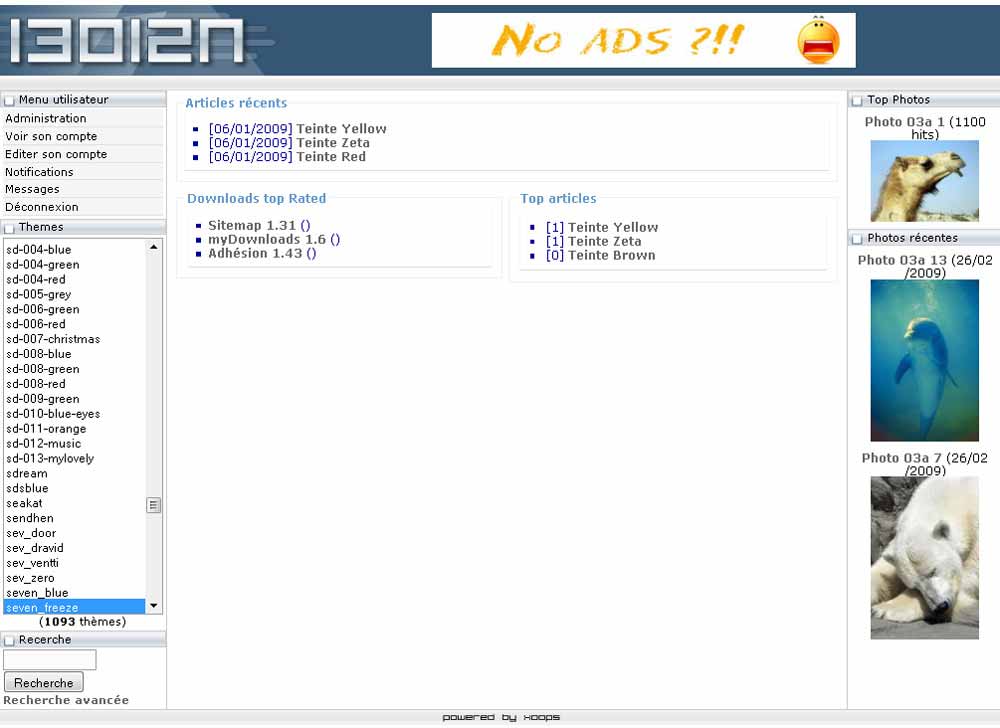 13012n
No ADS ?!!
Menu utilisateur
Administration
Voir son compte
Editer son compte
Notifications
Messages
Déconnexion
Themes
sd-004-blue
sd-004-green
sd-004-red
sd-005-grey
sd-006-green
sd-006-red
sd-007-christmas
sd-008-blue
sd-008-green
sd-008-red
sd-009-green
sd-010-blue-eyes
sd-011-orange
sd-012-music
sd-013-mylovely
sdream
sdsblue
seakat
sendhen
sev_door
sev_dravid
sev_ventti
sev_zero
seven_blue
seven_freeze
(1093 thèmes)
Recerche
Recherche
Recherche avancée
Articles récents
[06/01/2009] Teinte Yellow
[06/01/2009] Teinte Zeta
[06/01/2009] Teinte Red
Downloads top Rated
Sitemap 1.31 ()
myDownloads 1.6 ()
Adhésion 1.43 ()
Top articles
[1] Teinte Yellow
[1] Teinte Zeta
[0] Teinte Brown
Top Photos
Photo 03a 1 (1100
hits)
Photos récentes
Photo 03a 13 (26/02
/2009)
Photo 03a 7 (26/02
/2009)
powered by xoops